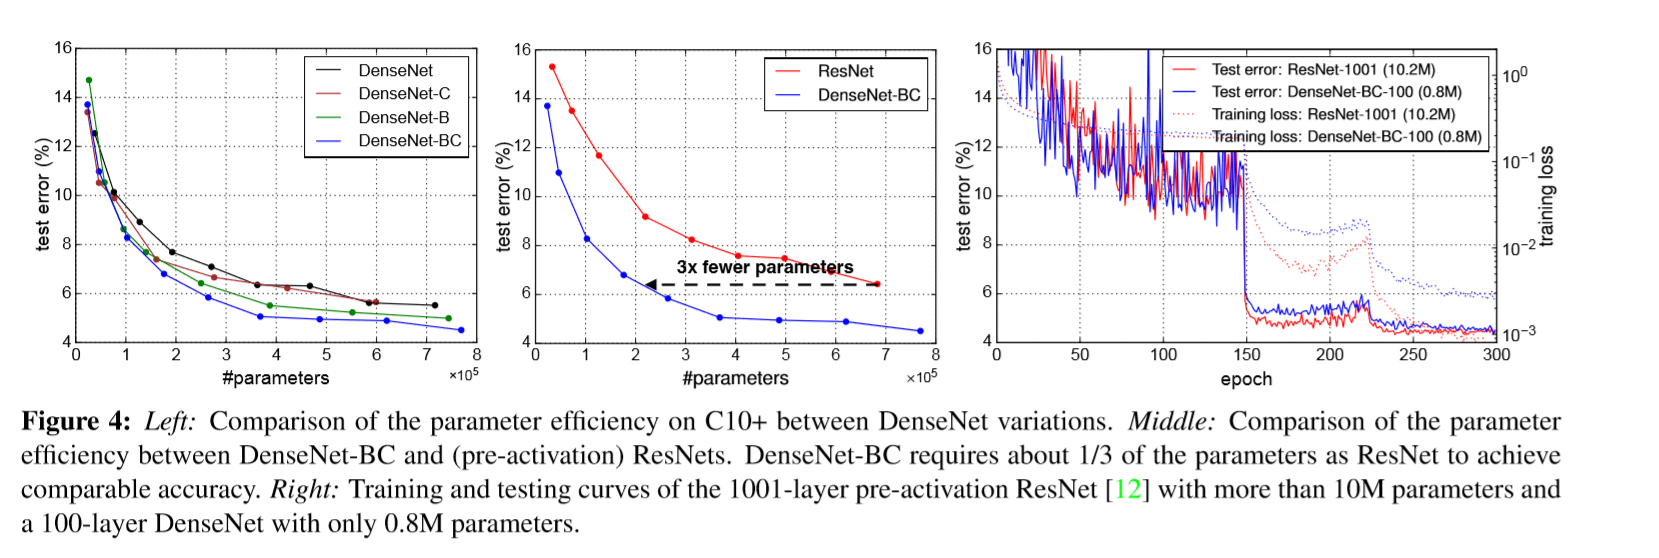 16
14
12
10
8
6
4
0 1 2 3 4 5 6 7 8
×10⁵
#parameters
test error (%)
DenseNet
DenseNet-C
DenseNet-B
DenseNet-BC
16
14
12
10
8
6
4
0 1 2 3 4 5 6 7 8
×10⁵
#parameters
test error (%)
ResNet
DenseNet-BC
3x fewer parameters
16
14
12
10
8
6
4
0 50 100 150 200 250 300
epoch
test error (%)
Test error: ResNet-1001 (10.2M)
Test error: DenseNet-BC-100 (0.8M)
Training loss: ResNet-1001 (10.2M)
Training loss: DenseNet-BC-100 (0.8M)
10⁰
10⁻¹
10⁻²
10⁻³
training loss
Figure 4: Left: Comparison of the parameter efficiency on C10+ between DenseNet variations. Middle: Comparison of the parameter
efficiency between DenseNet-BC and (pre-activation) ResNets. DenseNet-BC requires about 1/3 of the parameters as ResNet to achieve
comparable accuracy. Right: Training and testing curves of the 1001-layer pre-activation ResNet [12] with more than 10M parameters and
a 100-layer DenseNet with only 0.8M parameters.